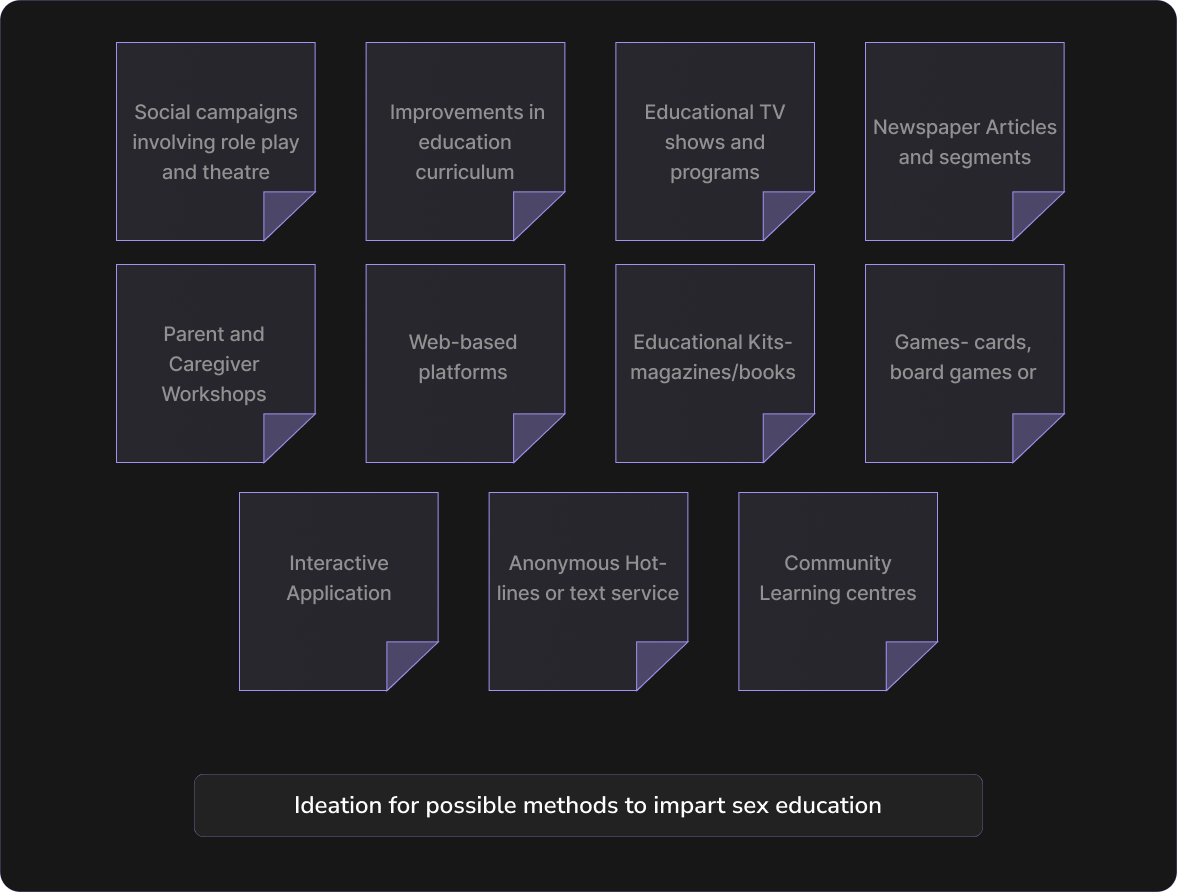 Social campaigns
involving role play
and theatre
Improvements in
education
curriculum
Educational TV
shows and
programs
Newspaper Articles
and segments
Parent and
Caregiver
Workshops
Web-based
platforms
Educational Kits-
magazines/books
Games- cards,
board games or
Interactive
Application
Anonymous Hot-
lines or text service
Community
Learning centres
Ideation for possible methods to impart sex education